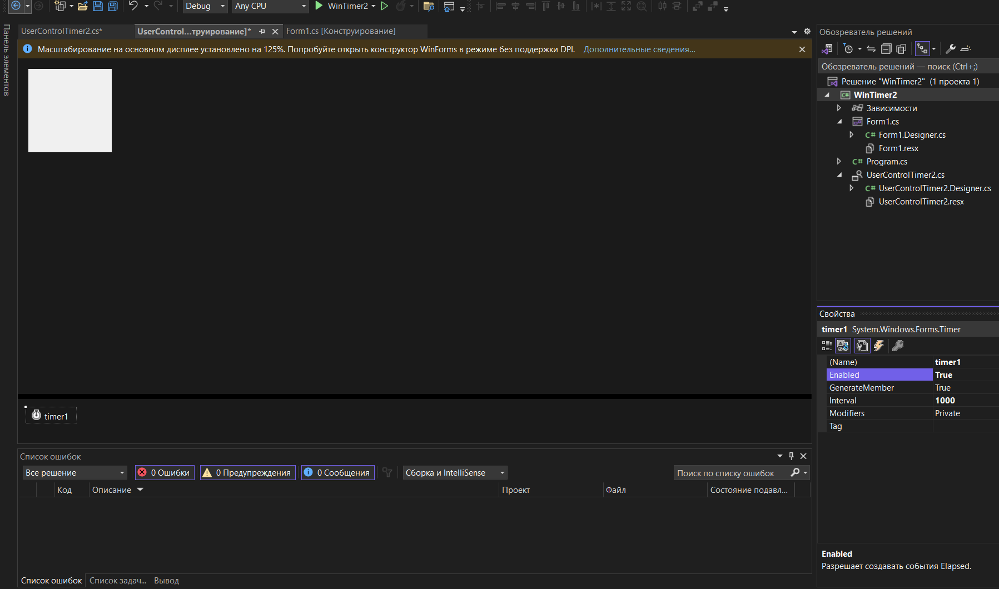 Debug
Any CPU
WinTimer2
Панель элементов
UserControlTimer2.cs*
UserControl...труирование]*
Form1.cs [Конструирование]
Масштабирование на основном дисплее установлено на 125%. Попробуйте открыть конструктор WinForms в режиме без поддержки DPI. Дополнительные сведения...
timer1
Список ошибок
Все решение
0 Ошибки
0 Предупреждения
0 Сообщения
Сборка и IntelliSense
Поиск по списку ошибок
Код
Описание
Проект
Файл
Состояние подавл...
Список ошибок
Список задач...
Вывод
Обозреватель решений
Обозреватель решений — поиск (Ctrl+;)
Решение "WinTimer2" (1 проекта 1)
C# WinTimer2
Зависимости
Form1.cs
C# Form1.Designer.cs
Form1.resx
C# Program.cs
UserControlTimer2.cs
C# UserControlTimer2.Designer.cs
UserControlTimer2.resx
Свойства
timer1 System.Windows.Forms.Timer
(Name) timer1
Enabled True
GenerateMember True
Interval 1000
Modifiers Private
Tag
Enabled
Разрешает создавать события Elapsed.